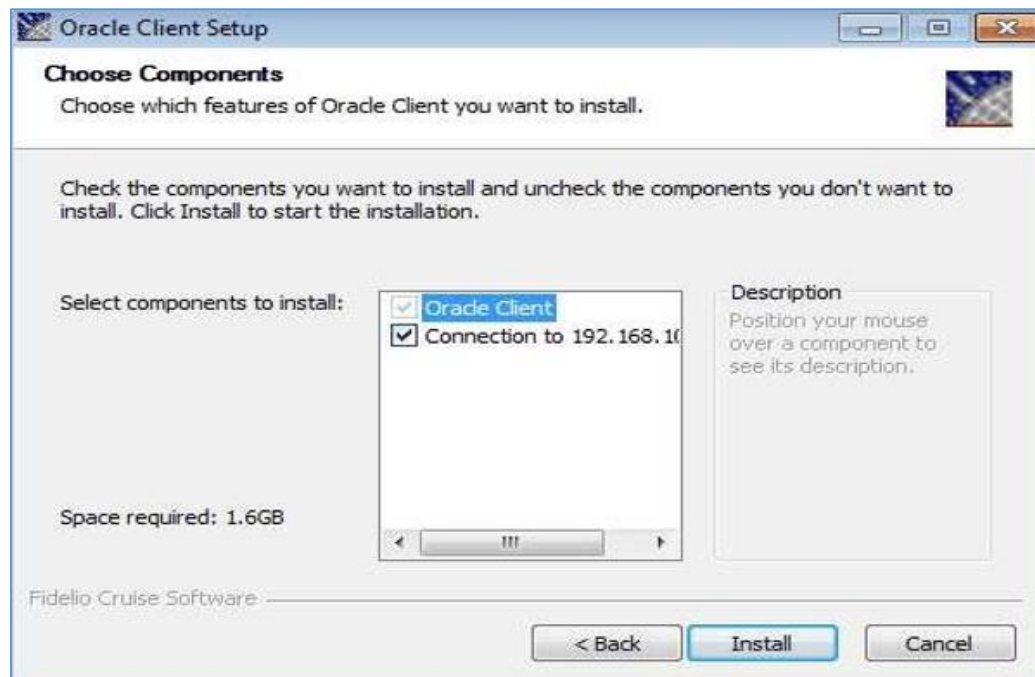 Oracle Client Setup
Choose Components
Choose which features of Oracle Client you want to install.
Check the components you want to install and uncheck the components you don't want to
install. Click Install to start the installation.
Select components to install:
Oracle Client
Connection to 192.168.10
Description
Position your mouse
over a component to
see its description.
Space required: 1.6GB
Fidelio Cruise Software
< Back
Install
Cancel